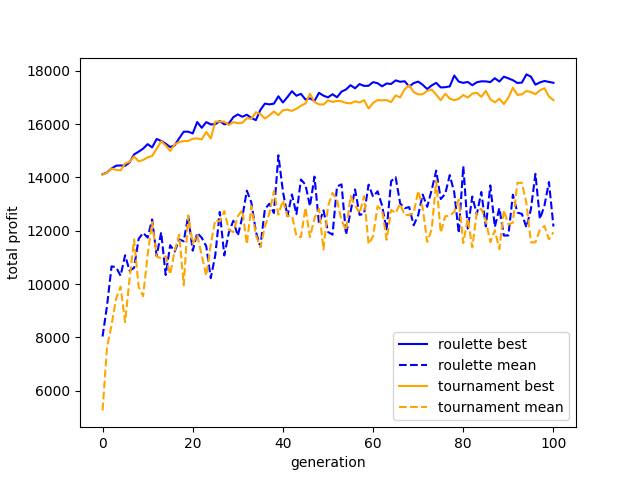 18000
16000
14000
12000
10000
8000
6000
total profit
0 20 40 60 80 100
generation
roulette best
roulette mean
tournament best
tournament mean